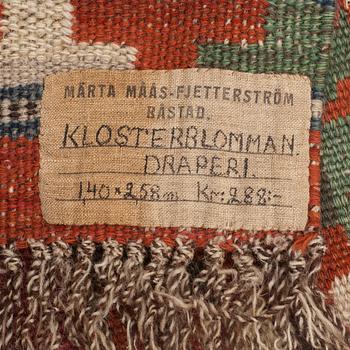 MÄRTA MÅÅS-FJETTERSTRÖM
BÅSTAD.
KLOSTERBLOMMAN.
DRAPERI.
1,40 × 2,58 m Kr: 288:-